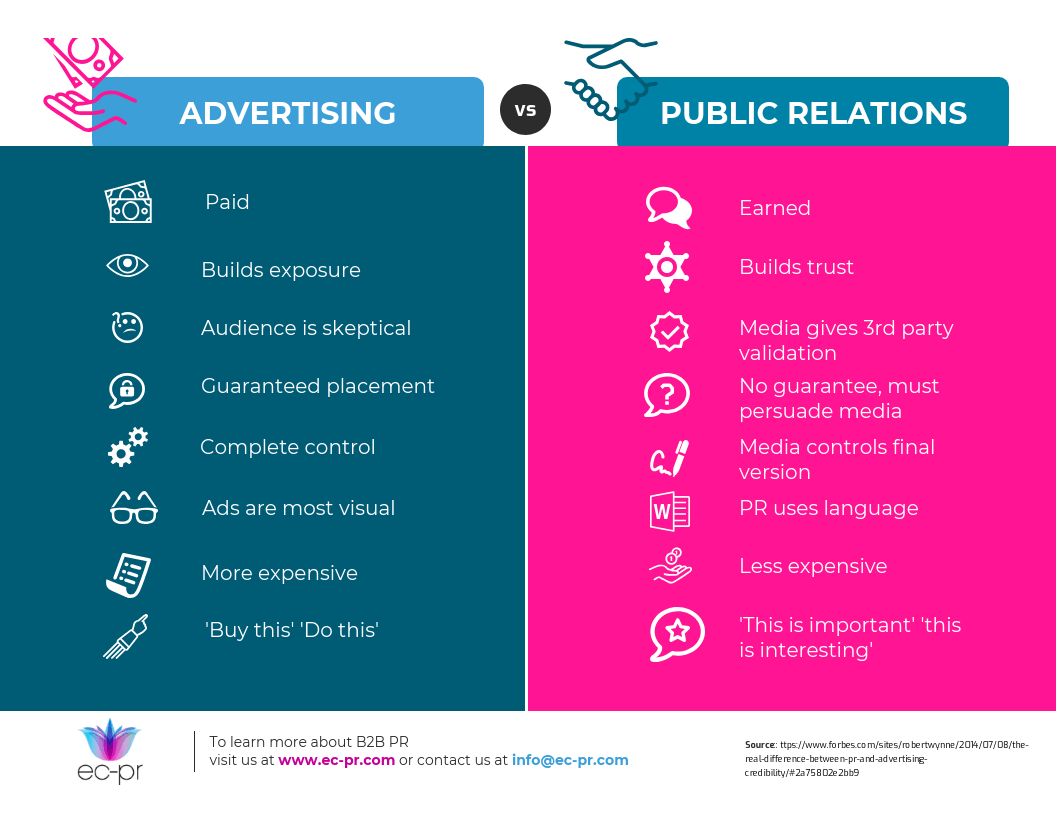 ADVERTISING
vs
PUBLIC RELATIONS
Paid
Builds exposure
Audience is skeptical
Guaranteed placement
Complete control
Ads are most visual
More expensive
'Buy this' 'Do this'
Earned
Builds trust
Media gives 3rd party
validation
?
No guarantee, must
persuade media
Media controls final
version
W
PR uses language
Less expensive
'This is important' 'this
is interesting'
ec-pr
To learn more about B2B PR
visit us at www.ec-pr.com or contact us at info@ec-pr.com
Source: ttps://www.forbes.com/sites/robertwynne/2014/07/08/the-
real-difference-between-pr-and-advertising-
credibility/#2a75802e2bb9